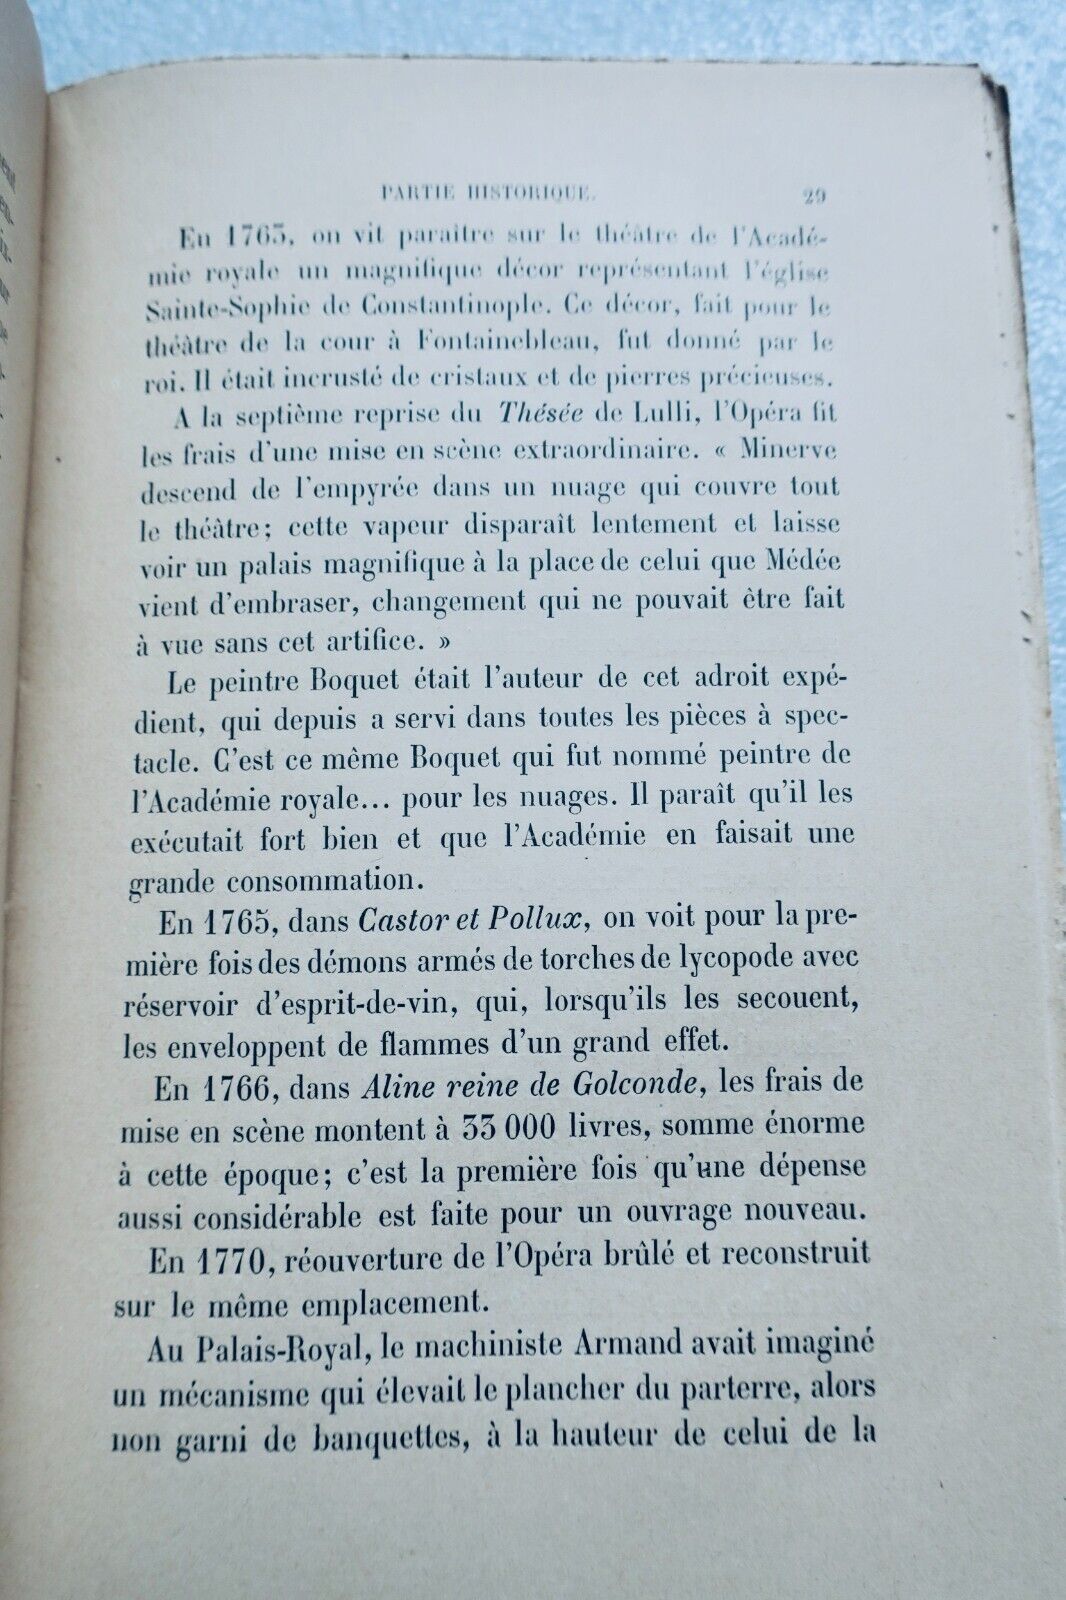 PARTIE HISTORIQUE. 29
En 1765, on vit paraître sur le théâtre de l'Acadé-
mie royale un magnifique décor représentant l'église
Sainte-Sophie de Constantinople. Ce décor, fait pour le
théâtre de la cour à Fontainebleau, fut donné par le
roi. Il était incrusté de cristaux et de pierres précieuses.
A la septième reprise du Thésée de Lulli, l'Opéra fit
les frais d'une mise en scène extraordinaire. « Minerve
descend de l'empyrée dans un nuage qui couvre tout
le théâtre; cette vapeur disparaît lentement et laisse
voir un palais magnifique à la place de celui que Médée
vient d'embraser, changement qui ne pouvait être fait
à vue sans cet artifice. »
Le peintre Boquet était l'auteur de cet adroit expé-
dient, qui depuis a servi dans toutes les pièces à spec-
tacle. C'est ce même Boquet qui fut nommé peintre de
l'Académie royale... pour les nuages. Il paraît qu'il les
exécutait fort bien et que l'Académie en faisait une
grande consommation.
En 1765, dans Castor et Pollux, on voit pour la pre-
mière fois des démons armés de torches de lycopode avec
réservoir d'esprit-de-vin, qui, lorsqu'ils les secouent,
les enveloppent de flammes d'un grand effet.
En 1766, dans Aline reine de Golconde, les frais de
mise en scène montent à 33 000 livres, somme énorme
à cette époque; c'est la première fois qu'une dépense
aussi considérable est faite pour un ouvrage nouveau.
En 1770, réouverture de l'Opéra brûlé et reconstruit
sur le même emplacement.
Au Palais-Royal, le machiniste Armand avait imaginé
un mécanisme qui élevait le plancher du parterre, alors
non garni de banquettes, à la hauteur de celui de la